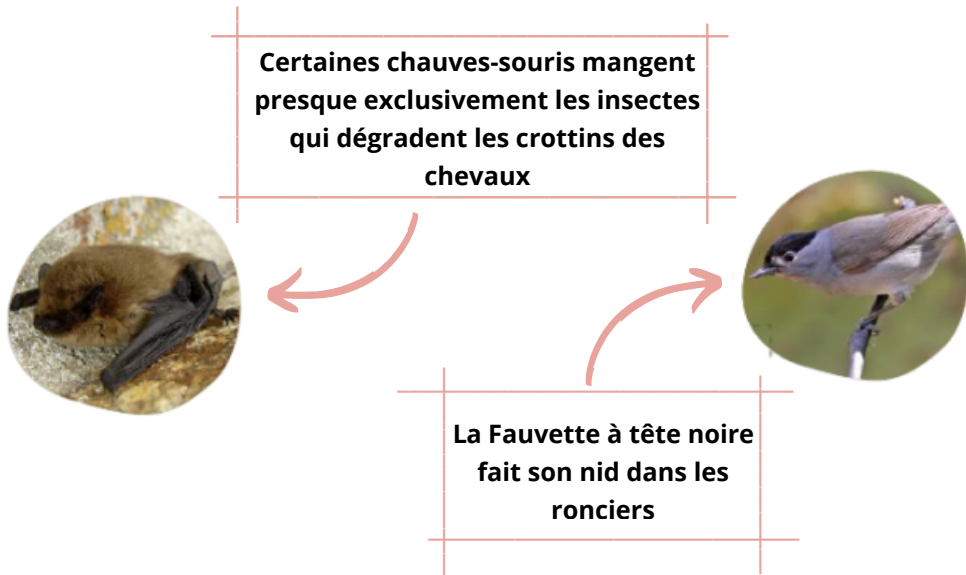 Certaines chauves-souris mangent
presque exclusivement les insectes
qui dégradent les crottins des
chevaux
La Fauvette à tête noire
fait son nid dans les
ronciers